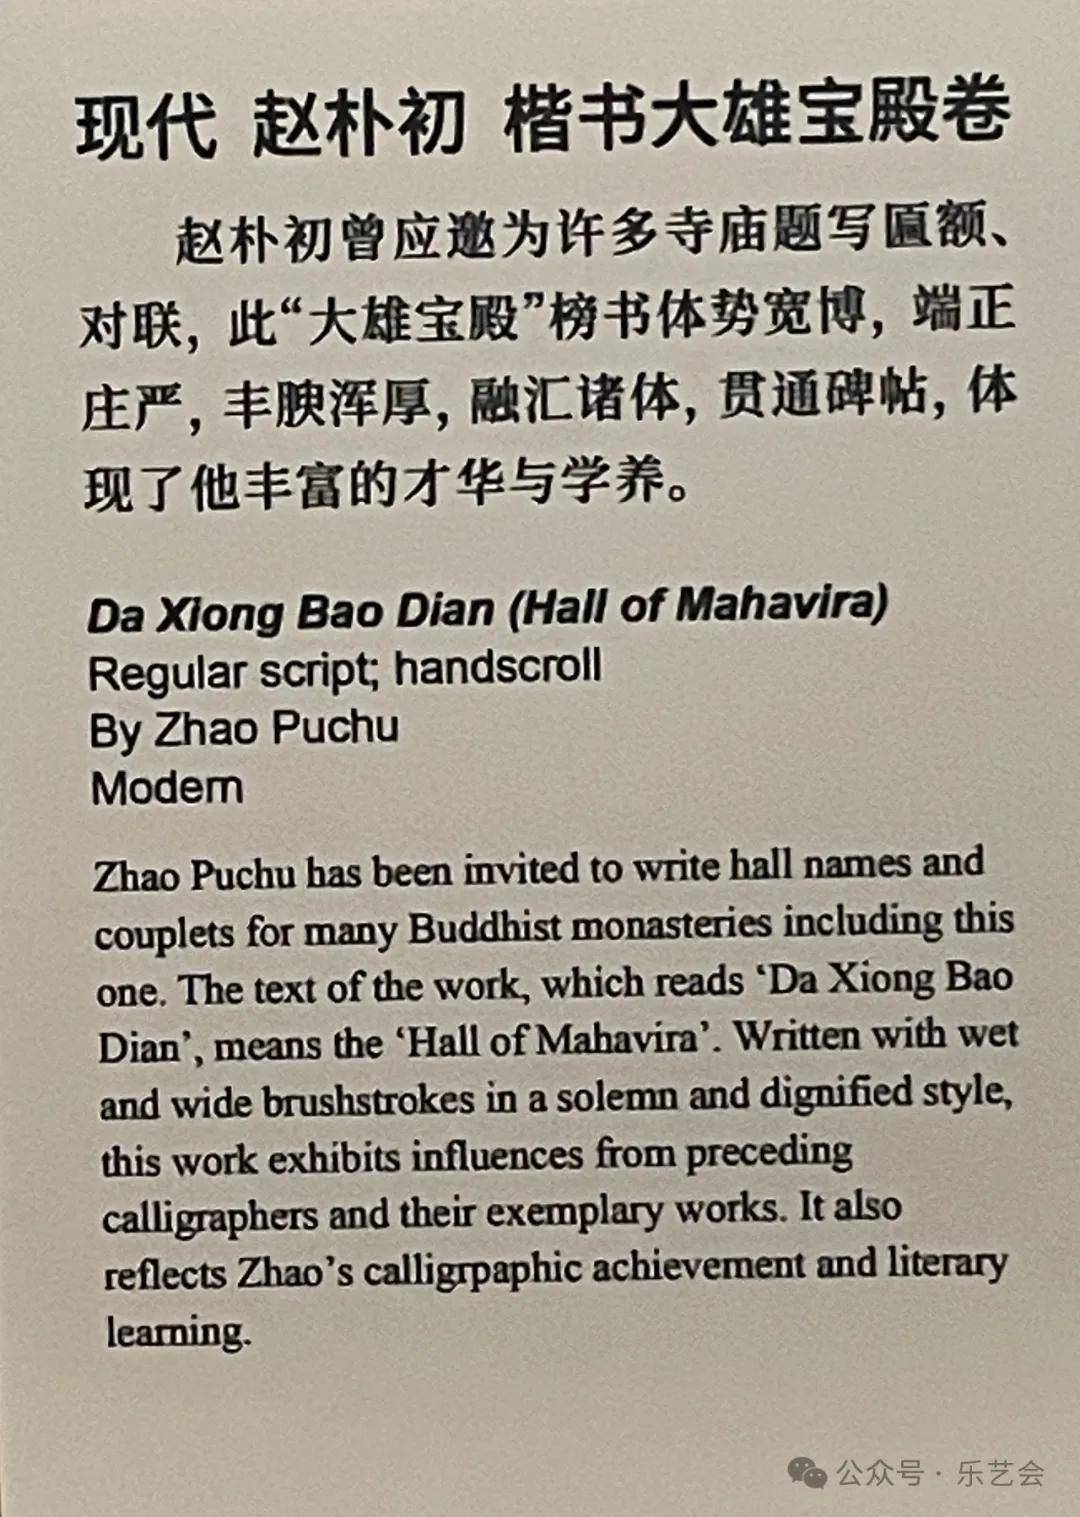 现代 赵朴初 楷书大雄宝殿卷
赵朴初曾应邀为许多寺庙题写匾额、
对联，此“大雄宝殿”榜书体势宽博，端正
庄严，丰腴浑厚，融汇诸体，贯通碑帖，体
现了他丰富的才华与学养。
Da Xiong Bao Dian (Hall of Mahavira)
Regular script; handscroll
By Zhao Puchu
Modern
Zhao Puchu has been invited to write hall names and
couplets for many Buddhist monasteries including this
one. The text of the work, which reads ‘Da Xiong Bao
Dian’, means the ‘Hall of Mahavira’. Written with wet
and wide brushstrokes in a solemn and dignified style,
this work exhibits influences from preceding
calligraphers and their exemplary works. It also
reflects Zhao’s calligrpaphic achievement and literary
learning.
公众号·乐艺会